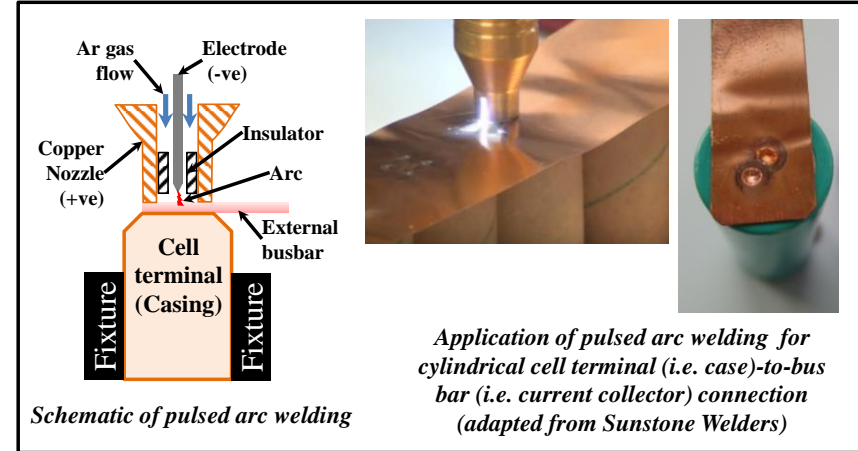 Ar gas
flow
Electrode
(-ve)
Insulator
Copper
Nozzle
(+ve)
Arc
External
busbar
Cell
terminal
(Casing)
Fixture
Fixture
Schematic of pulsed arc welding
Application of pulsed arc welding for
cylindrical cell terminal (i.e. case)-to-bus
bar (i.e. current collector) connection
(adapted from Sunstone Welders)